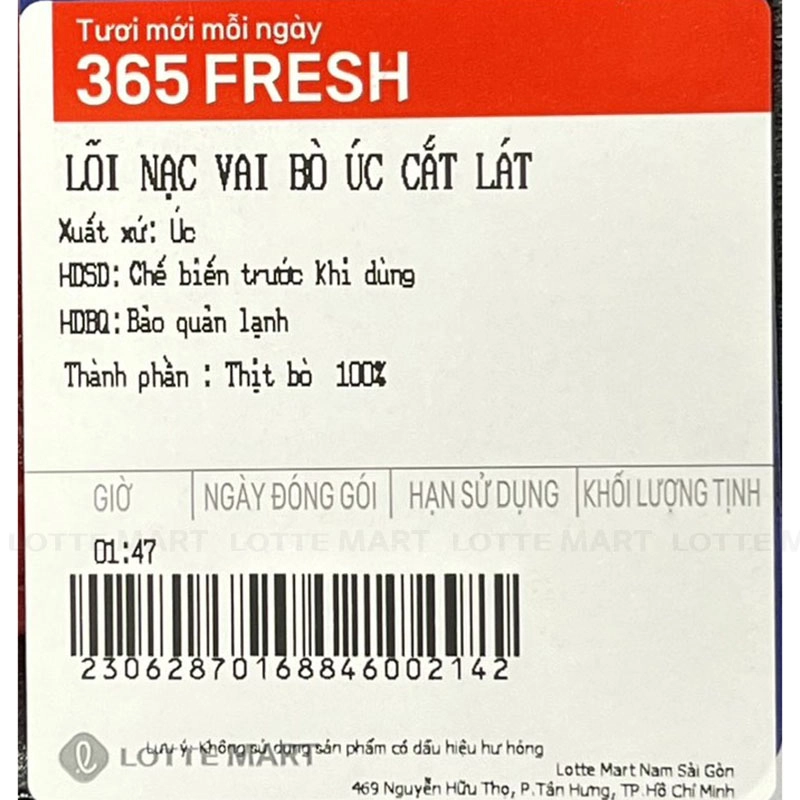 Tươi mới mỗi ngày
365 FRESH
LÕI NẠC VAI BÒ ÚC CẮT LÁT
Xuất xứ: Úc
HDSD: Chế biến trước khi dùng
HDBQ: Bảo quản lạnh
Thành phần : Thịt bò 100%
GIỜ NGÀY ĐÓNG GÓI HẠN SỬ DỤNG KHỐI LƯỢNG TỊNH
LOTTE MART LOTTE MART LOTTE MART LOTTE M
01:47
23062870168846002142
Lưu ý: Không sử dụng sản phẩm có dấu hiệu hư hỏng
LOTTE MART
Lotte Mart Nam Sài Gòn
469 Nguyễn Hữu Thọ, P.Tân Hưng, TP.Hồ Chí Minh